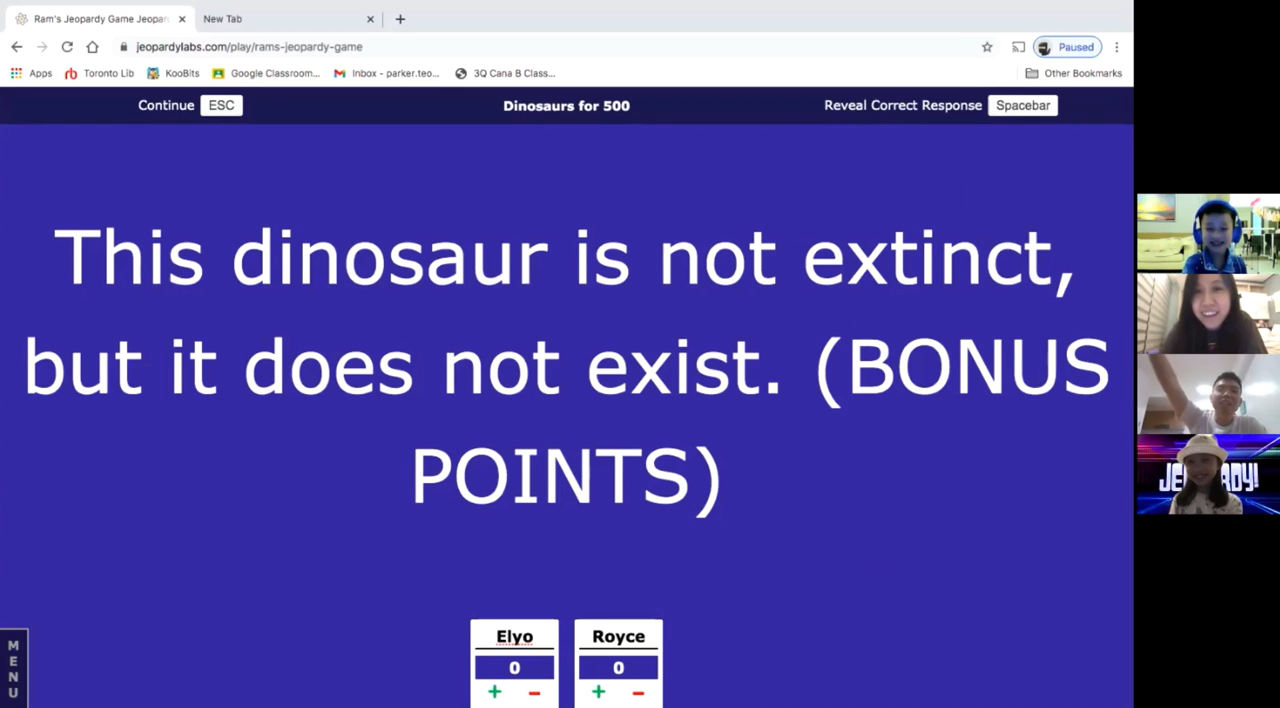 Ram's Jeopardy Game Jeopar
New Tab
jeopardylabs.com/play/rams-jeopardy-game
Paused
Apps
Toronto Lib
KooBits
Google Classroom...
Inbox - parker.teo...
3Q Cana B Class...
Other Bookmarks
Continue ESC
Dinosaurs for 500
Reveal Correct Response Spacebar
This dinosaur is not extinct,
but it does not exist. (BONUS
POINTS)
MENU
Elyo
0
+ -
Royce
0
+ -